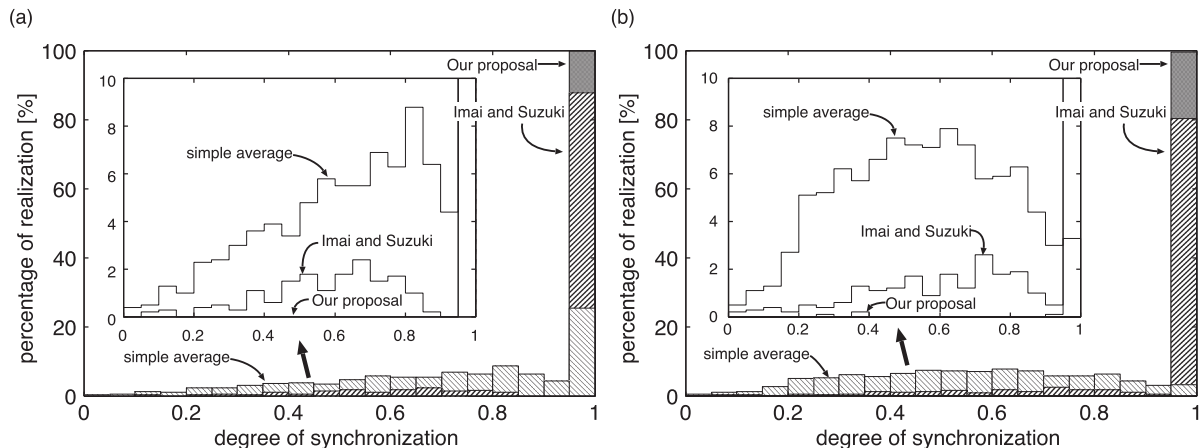 (a)
percentage of realization [%]
100
80
60
40
20
0
0
0.2
0.4
0.6
0.8
1
degree of synchronization
Our proposal
Imai and Suzuki
10
8
6
4
2
0
0
0.2
0.4
0.6
0.8
1
simple average
Imai and Suzuki
Our proposal
simple average
(b)
percentage of realization [%]
100
80
60
40
20
0
0
0.2
0.4
0.6
0.8
1
degree of synchronization
Our proposal
Imai and Suzuki
10
8
6
4
2
0
0
0.2
0.4
0.6
0.8
1
simple average
Imai and Suzuki
Our proposal
simple average